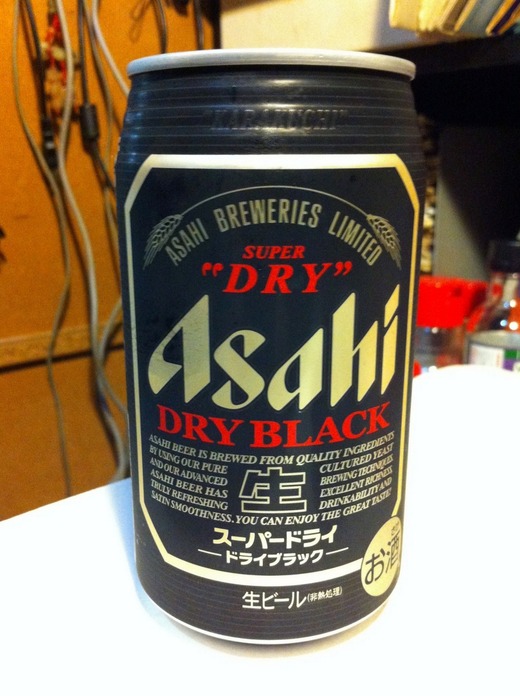 "KARAKUCHI"
ASAHI BREWERIES LIMITED
SUPER
"DRY"
Asahi
DRY BLACK
ASAHI BEER IS BREWED FROM QUALITY INGREDIENTS
BY USING OUR PURE CULTURED YEAST
AND OUR ADVANCED BREWING TECHNIQUES.
ASAHI BEER HAS EXCELLENT RICHNESS,
TRULY REFRESHING DRINKABILITY AND
SATIN SMOOTHNESS. YOU CAN ENJOY THE GREAT TASTE!
生
スーパードライ
ードライブラックー
お酒
生ビール(非熱処理)